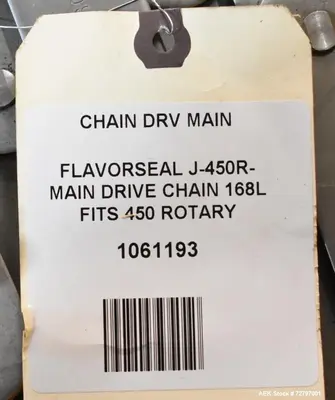 CHAIN DRV MAIN
FLAVORSEAL J-450R-
MAIN DRIVE CHAIN 168L
FITS 450 ROTARY
1061193